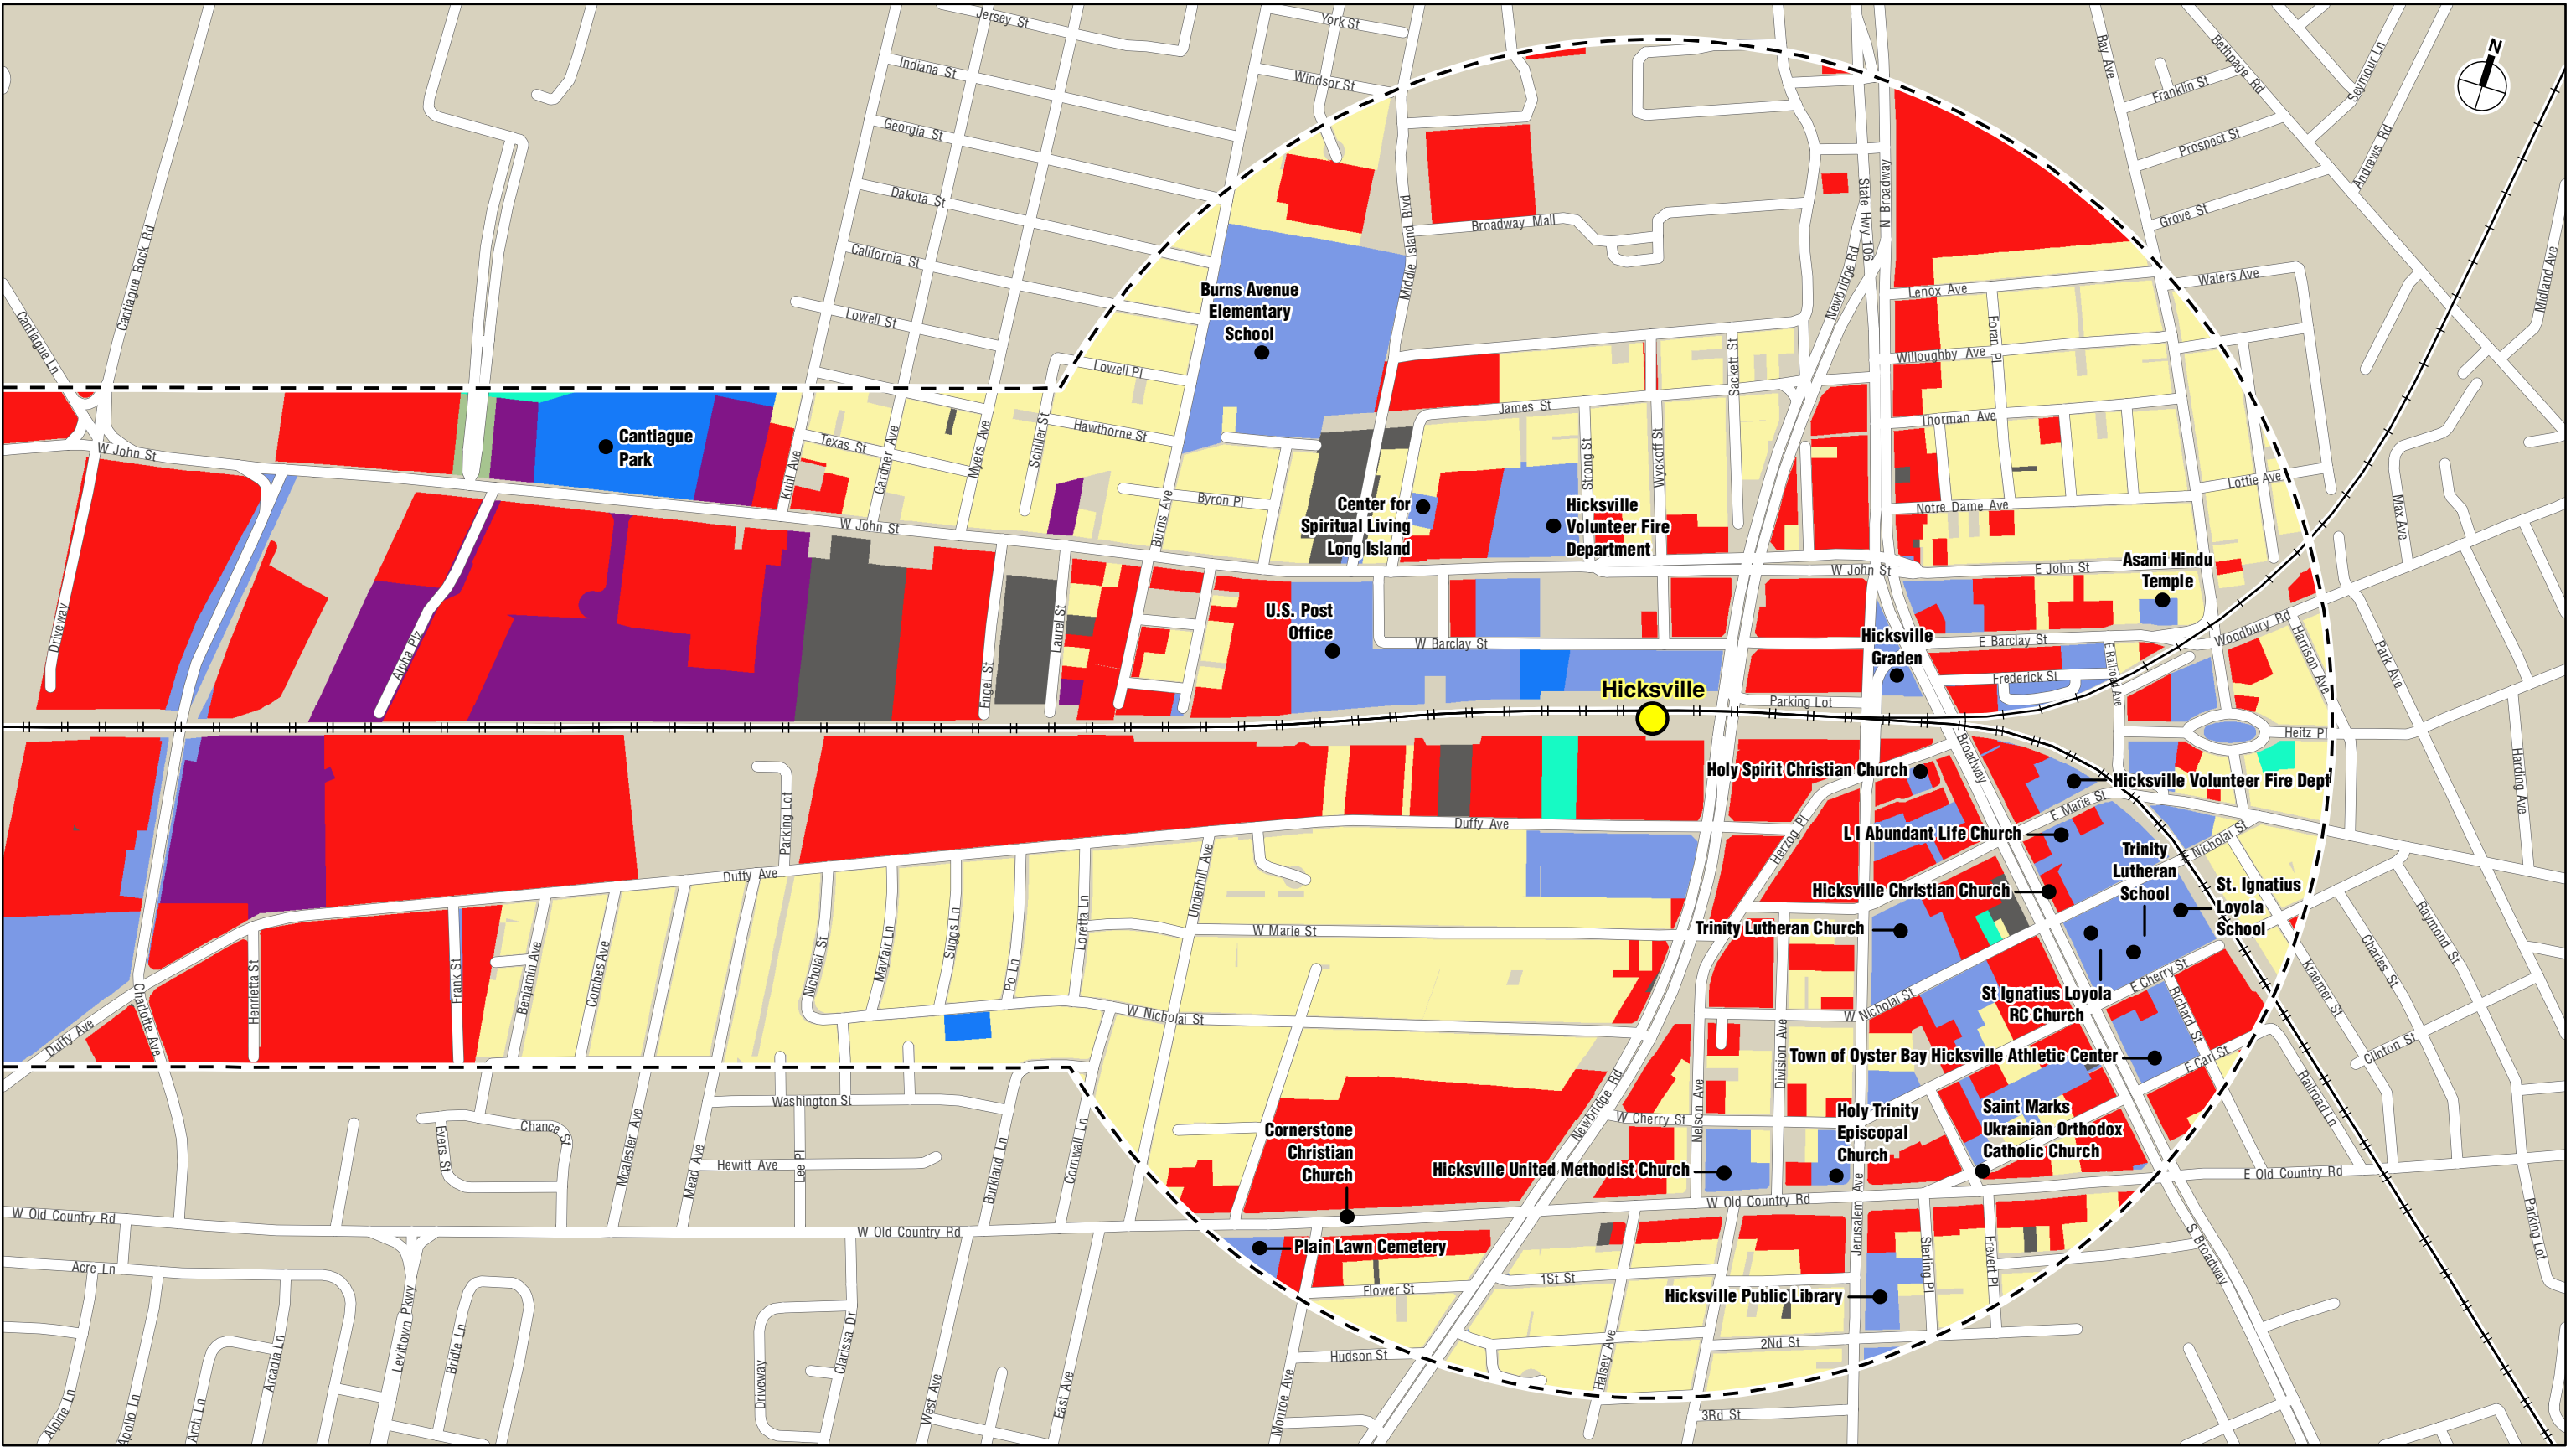 Jersey St
York St
N
Bay Ave
Bethpage Rd
Seymour Ln
Indiana St
Windsor St
Franklin St
Georgia St
Prospect St
Andrews Rd
Dakota St
Middle Island Blvd
Broadway Mall
State Hwy 106
N Broadway
Grove St
Cantiague Rock Rd
California St
Newbridge Rd
Waters Ave
Midland Ave
Burns Avenue
Elementary
School
Lenox Ave
Cantiague Ln
Lowell St
Foran Pl
Willoughby Ave
Lowell Pl
Sackett St
James St
Thorman Ave
Cantiague
Park
Texas St
Gardner Ave
Myers Ave
Schiller St
Hawthorne St
Strong St
Wyckoff St
W John St
Kuhl Ave
Byron Pl
Burns Ave
Lottie Ave
Notre Dame Ave
Max Ave
Center for
Spiritual Living
Long Island
Hicksville
Volunteer Fire
Department
W John St
W John St
E John St
Asami Hindu
Temple
Driveway
Alpha Plz
Engel St
Laurel St
U.S. Post
Office
W Barclay St
Hicksville
Graden
E Barclay St
Woodbury Rd
Harrison Ave
Park Ave
E Railroad Ave
Frederick St
Hicksville
Parking Lot
Heitz Pl
Harding Ave
Broadway
Holy Spirit Christian Church
Hicksville Volunteer Fire Dept
Parking Lot
Duffy Ave
Herzog Pl
E Marie St
L I Abundant Life Church
E Nicholai St
Trinity
Lutheran
School
Duffy Ave
Underhill Ave
Hicksville Christian Church
St. Ignatius
Loyola
School
Raymond St
Charles St
W Marie St
Trinity Lutheran Church
Henrietta St
Frank St
Benjamin Ave
Combes Ave
Nicholai St
Mayfair Ln
Suggs Ln
Po Ln
Loretta Ln
E Cherry St
Kraemer St
Duffy Ave
Charlotte Ave
W Nicholai St
W Nicholai St
St Ignatius Loyola
RC Church
Richard St
Division Ave
Town of Oyster Bay Hicksville Athletic Center
E Carl St
Clinton St
Railroad Ln
Washington St
Newbridge Rd
Nelson Ave
W Cherry St
Holy Trinity
Episcopal
Church
Saint Marks
Ukrainian Orthodox
Catholic Church
Evers St
Chance St
Mcalester Ave
Mead Ave
Hewitt Ave
Lee Pl
Burkland Ln
Cornwall Ln
Cornerstone
Christian
Church
Hicksville United Methodist Church
E Old Country Rd
W Old Country Rd
W Old Country Rd
W Old Country Rd
Jerusalem Ave
Plain Lawn Cemetery
Sterling Pl
Frevert Pl
S Broadway
Parking Lot
Acre Ln
1St St
Flower St
Hicksville Public Library
Levittown Pkwy
Bridle Ln
Arcadia Ln
Clarissa Dr
Driveway
2Nd St
Hudson St
Halsey Ave
Alpine Ln
Apollo Ln
Arch Ln
West Ave
East Ave
Monroe Ave
3Rd St